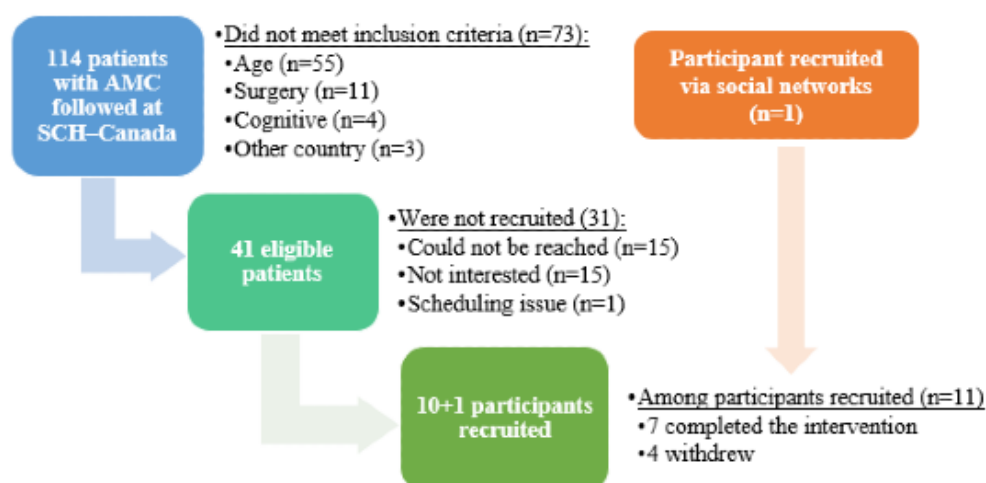 114 patients
with AMC
followed at
SCH–Canada
•Did not meet inclusion criteria (n=73):
•Age (n=55)
•Surgery (n=11)
•Cognitive (n=4)
•Other country (n=3)
Participant recruited
via social networks
(n=1)
41 eligible
patients
•Were not recruited (31):
•Could not be reached (n=15)
•Not interested (n=15)
•Scheduling issue (n=1)
10+1 participants
recruited
•Among participants recruited (n=11)
•7 completed the intervention
•4 withdrew